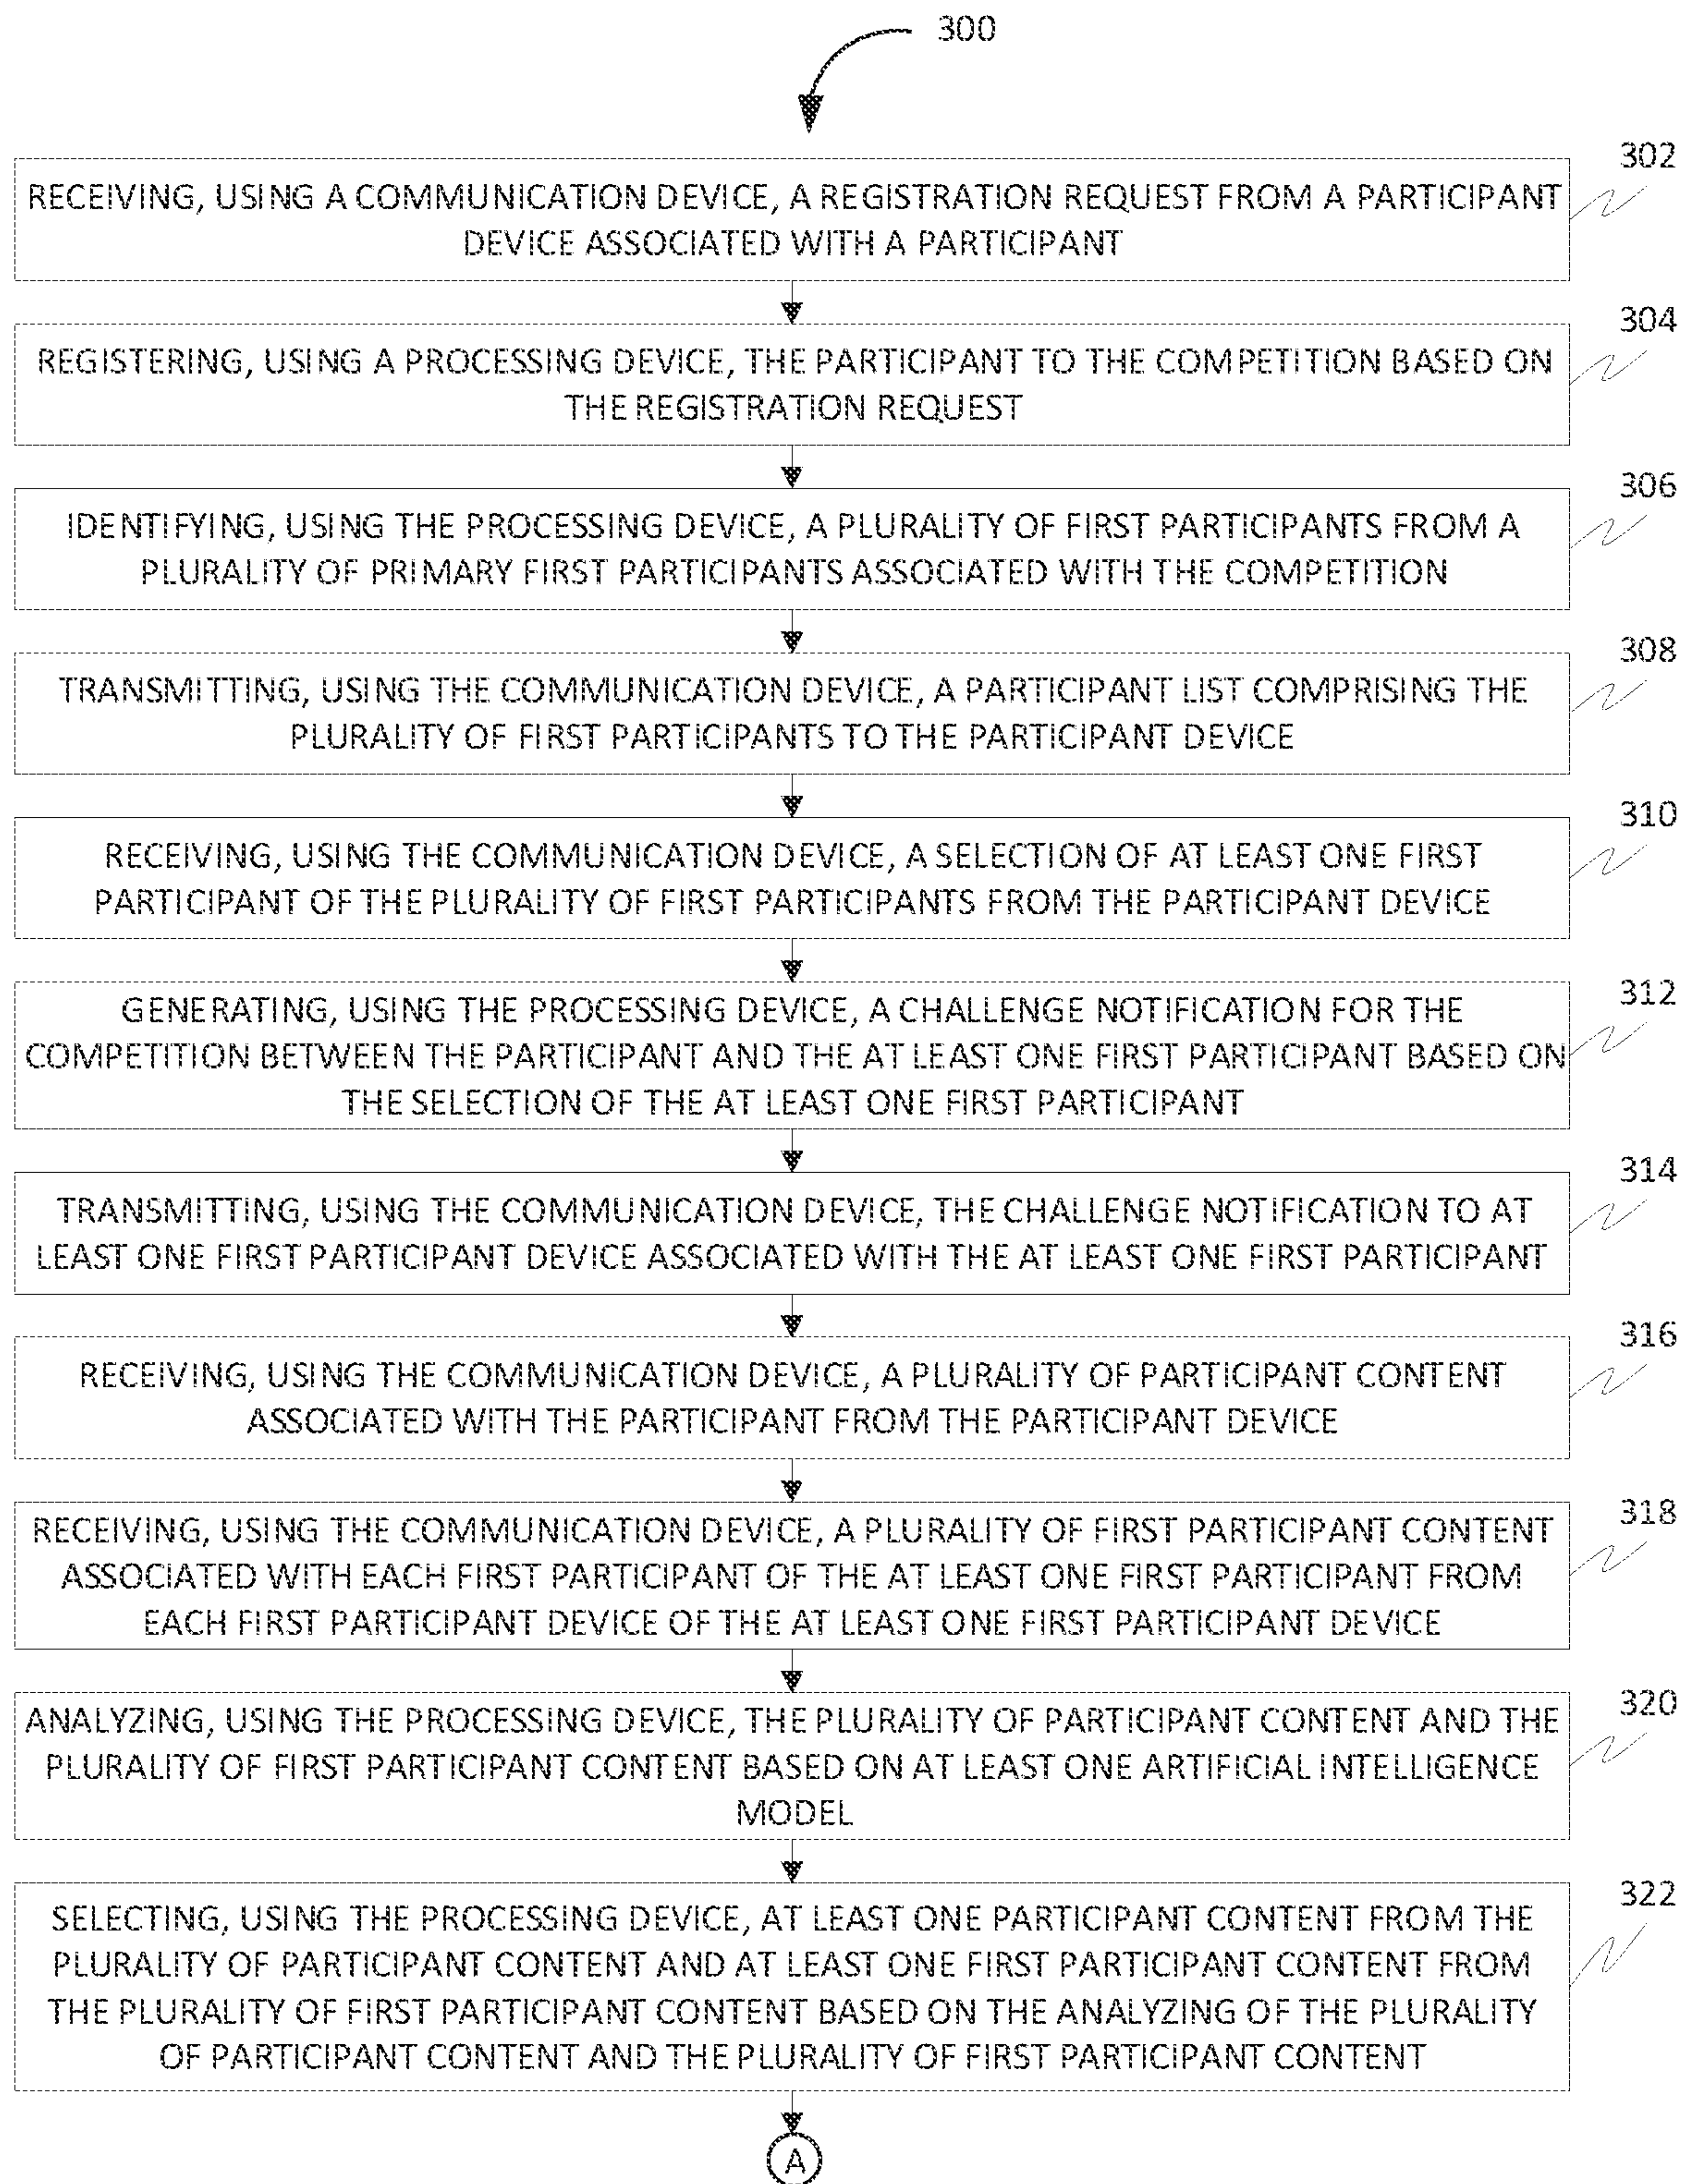 300
302
RECEIVING, USING A COMMUNICATION DEVICE, A REGISTRATION REQUEST FROM A PARTICIPANT
DEVICE ASSOCIATED WITH A PARTICIPANT
304
REGISTERING, USING A PROCESSING DEVICE, THE PARTICIPANT TO THE COMPETITION BASED ON
THE REGISTRATION REQUEST
306
IDENTIFYING, USING THE PROCESSING DEVICE, A PLURALITY OF FIRST PARTICIPANTS FROM A
PLURALITY OF PRIMARY FIRST PARTICIPANTS ASSOCIATED WITH THE COMPETITION
308
TRANSMITTING, USING THE COMMUNICATION DEVICE, A PARTICIPANT LIST COMPRISING THE
PLURALITY OF FIRST PARTICIPANTS TO THE PARTICIPANT DEVICE
310
RECEIVING, USING THE COMMUNICATION DEVICE, A SELECTION OF AT LEAST ONE FIRST
PARTICIPANT OF THE PLURALITY OF FIRST PARTICIPANTS FROM THE PARTICIPANT DEVICE
312
GENERATING, USING THE PROCESSING DEVICE, A CHALLENGE NOTIFICATION FOR THE
COMPETITION BETWEEN THE PARTICIPANT AND THE AT LEAST ONE FIRST PARTICIPANT BASED ON
THE SELECTION OF THE AT LEAST ONE FIRST PARTICIPANT
314
TRANSMITTING, USING THE COMMUNICATION DEVICE, THE CHALLENGE NOTIFICATION TO AT
LEAST ONE FIRST PARTICIPANT DEVICE ASSOCIATED WITH THE AT LEAST ONE FIRST PARTICIPANT
316
RECEIVING, USING THE COMMUNICATION DEVICE, A PLURALITY OF PARTICIPANT CONTENT
ASSOCIATED WITH THE PARTICIPANT FROM THE PARTICIPANT DEVICE
318
RECEIVING, USING THE COMMUNICATION DEVICE, A PLURALITY OF FIRST PARTICIPANT CONTENT
ASSOCIATED WITH EACH FIRST PARTICIPANT OF THE AT LEAST ONE FIRST PARTICIPANT FROM
EACH FIRST PARTICIPANT DEVICE OF THE AT LEAST ONE FIRST PARTICIPANT DEVICE
320
ANALYZING, USING THE PROCESSING DEVICE, THE PLURALITY OF PARTICIPANT CONTENT AND THE
PLURALITY OF FIRST PARTICIPANT CONTENT BASED ON AT LEAST ONE ARTIFICIAL INTELLIGENCE
MODEL
322
SELECTING, USING THE PROCESSING DEVICE, AT LEAST ONE PARTICIPANT CONTENT FROM THE
PLURALITY OF PARTICIPANT CONTENT AND AT LEAST ONE FIRST PARTICIPANT CONTENT FROM
THE PLURALITY OF FIRST PARTICIPANT CONTENT BASED ON THE ANALYZING OF THE PLURALITY
OF PARTICIPANT CONTENT AND THE PLURALITY OF FIRST PARTICIPANT CONTENT
A